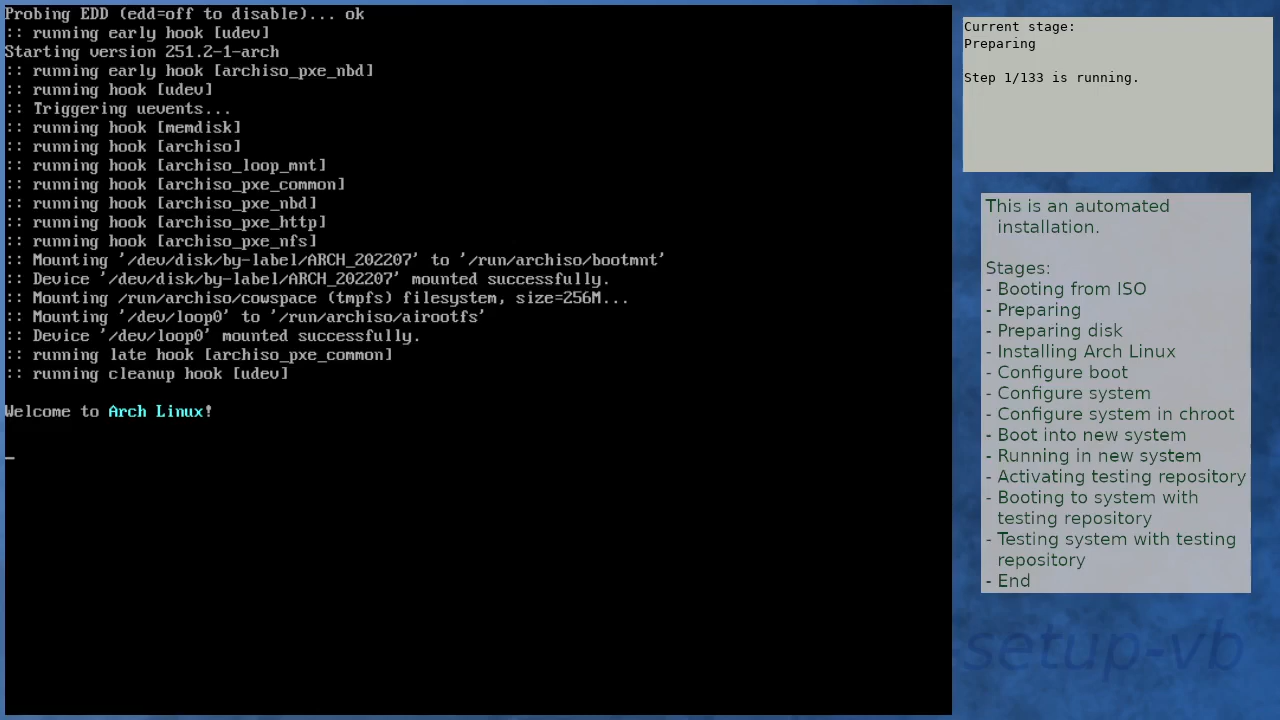 Probing EDD (edd=off to disable)... ok
:: running early hook [udev]
Starting version 251.2-1-arch
:: running early hook [archiso_pxe_nbd]
:: running hook [udev]
:: Triggering uevents...
:: running hook [memdisk]
:: running hook [archiso]
:: running hook [archiso_loop_mnt]
:: running hook [archiso_pxe_common]
:: running hook [archiso_pxe_nbd]
:: running hook [archiso_pxe_http]
:: running hook [archiso_pxe_nfs]
:: Mounting '/dev/disk/by-label/ARCH_202207' to '/run/archiso/bootmnt'
:: Device '/dev/disk/by-label/ARCH_202207' mounted successfully.
:: Mounting /run/archiso/cowspace (tmpfs) filesystem, size=256M...
:: Mounting '/dev/loop0' to '/run/archiso/airootfs'
:: Device '/dev/loop0' mounted successfully.
:: running late hook [archiso_pxe_common]
:: running cleanup hook [udev]
Welcome to Arch Linux!
Current stage:
Preparing
Step 1/133 is running.
This is an automated
installation.
Stages:
- Booting from ISO
- Preparing
- Preparing disk
- Installing Arch Linux
- Configure boot
- Configure system
- Configure system in chroot
- Boot into new system
- Running in new system
- Activating testing repository
- Booting to system with
testing repository
- Testing system with testing
repository
- End
setup-vb